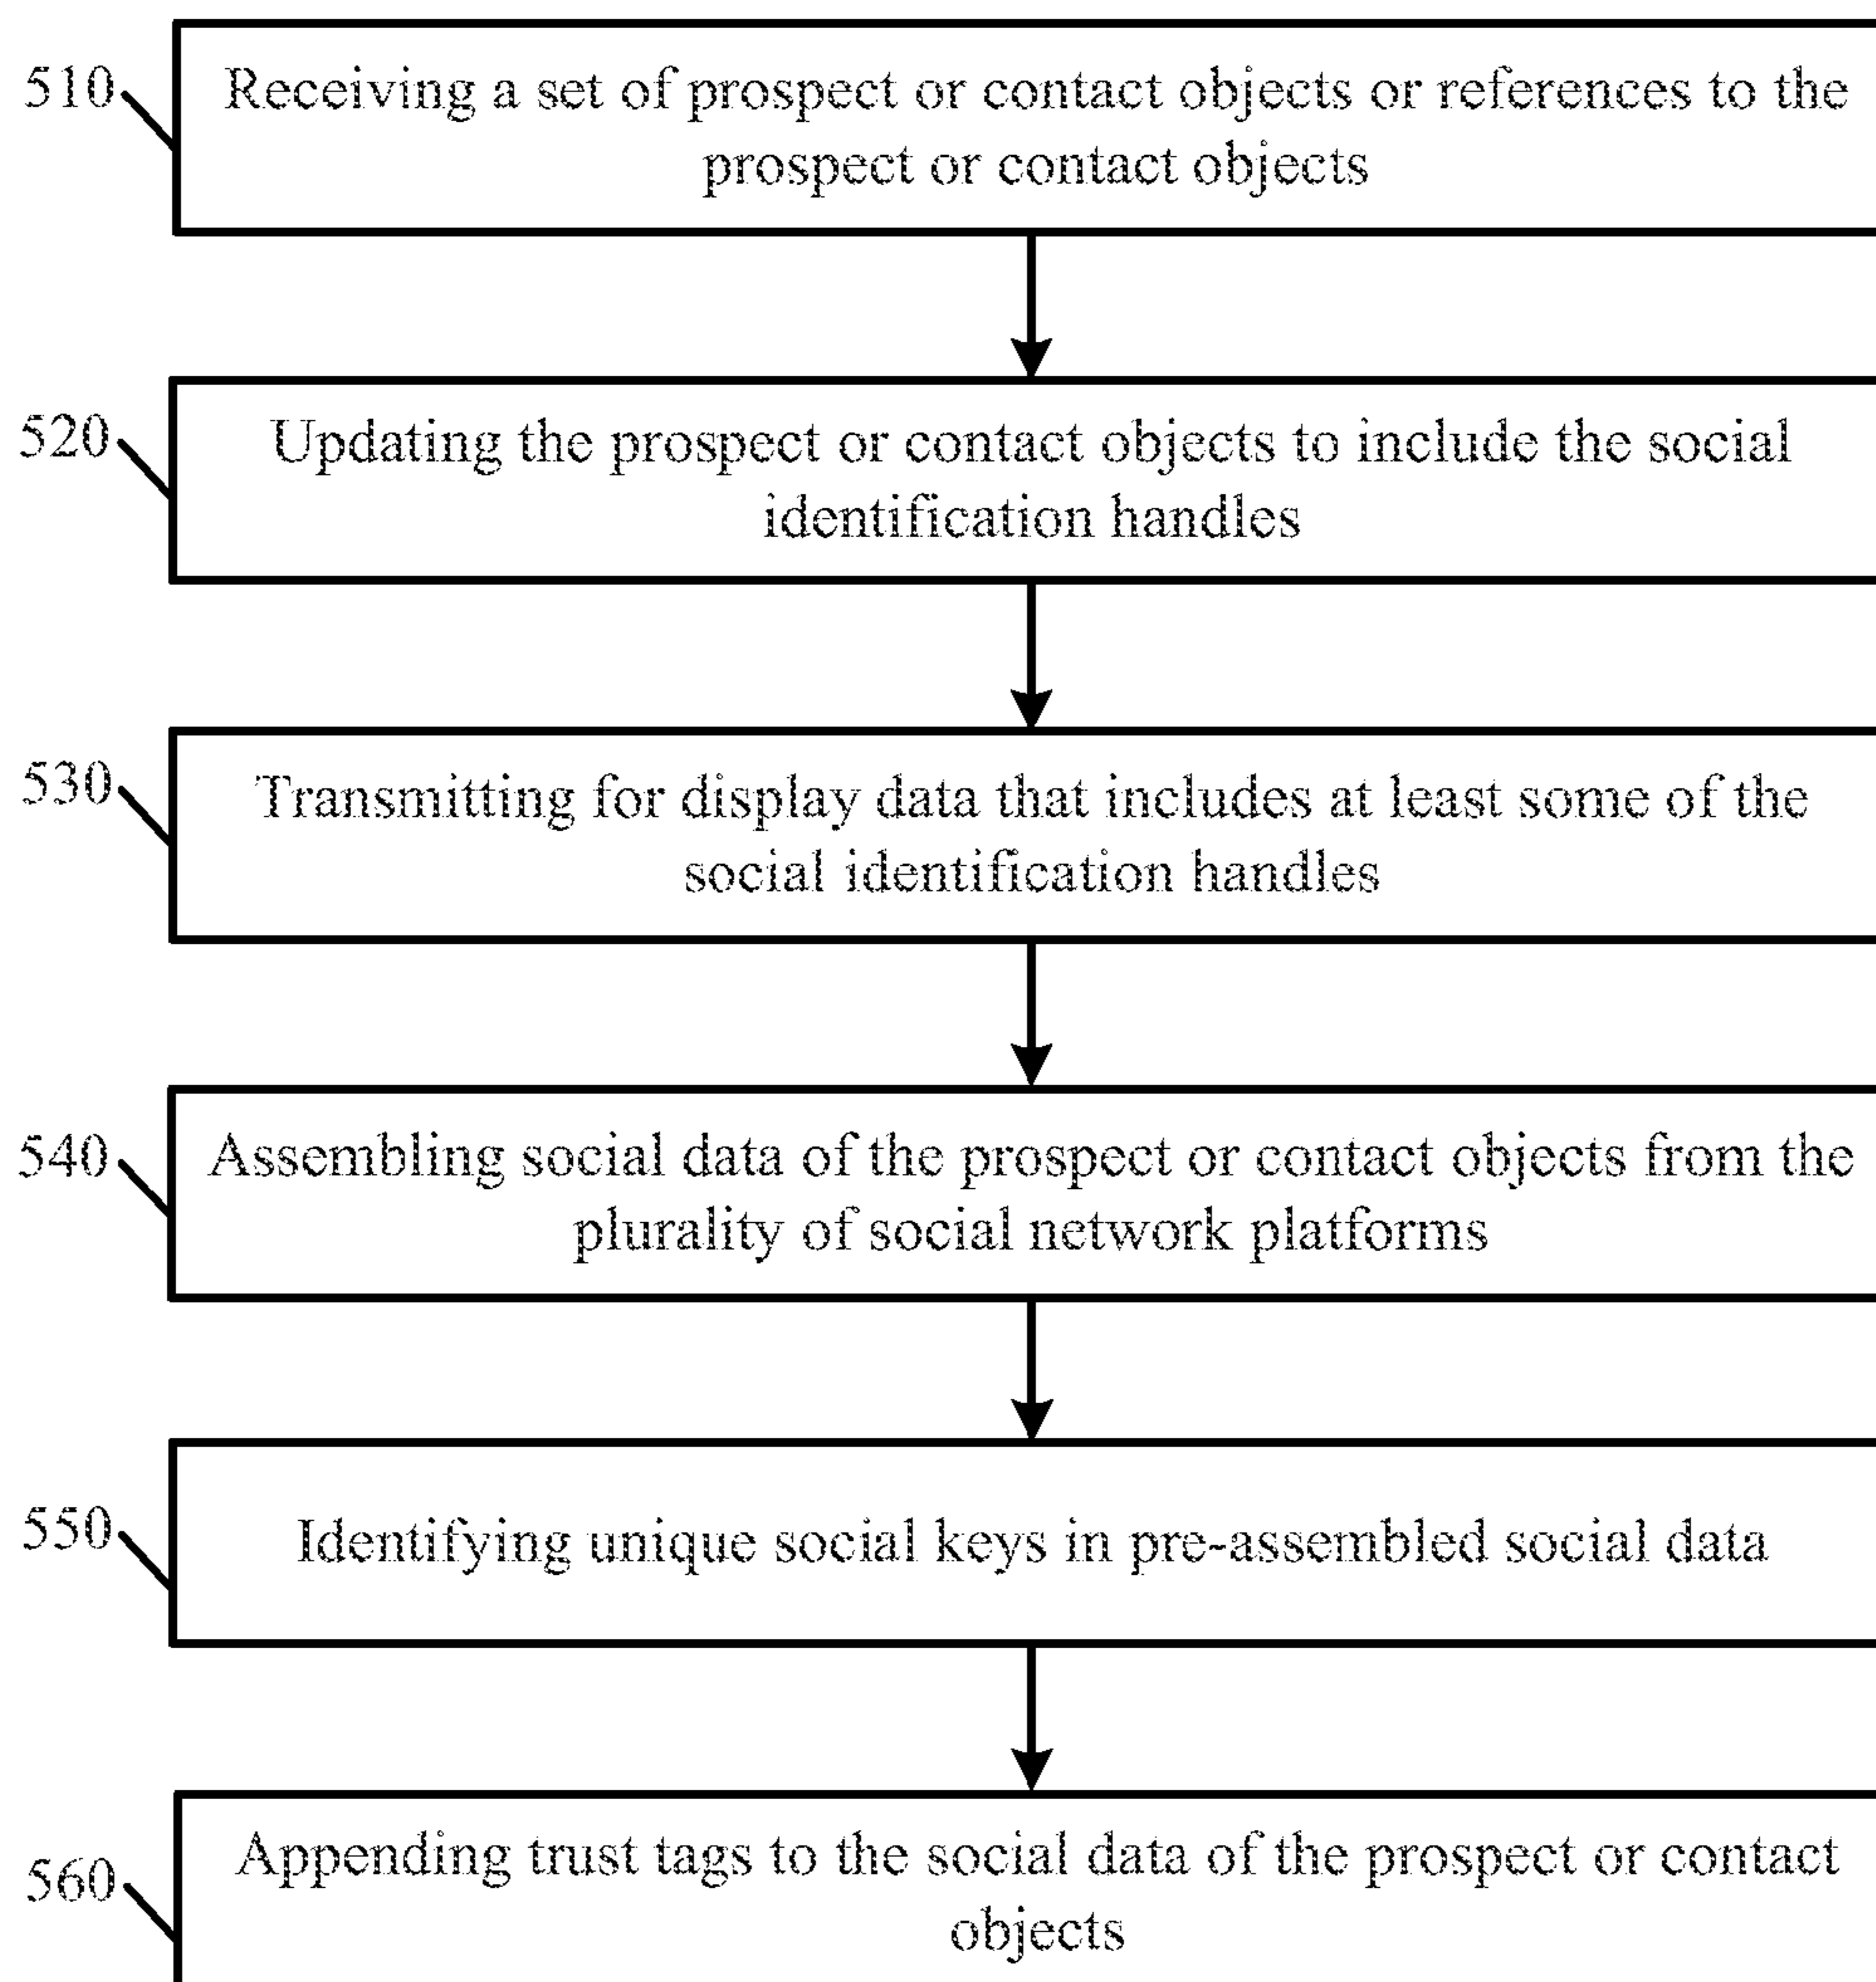 510
Receiving a set of prospect or contact objects or references to the
prospect or contact objects
520
Updating the prospect or contact objects to include the social
identification handles
530
Transmitting for display data that includes at least some of the
social identification handles
540
Assembling social data of the prospect or contact objects from the
plurality of social network platforms
550
Identifying unique social keys in pre-assembled social data
560
Appending trust tags to the social data of the prospect or contact
objects